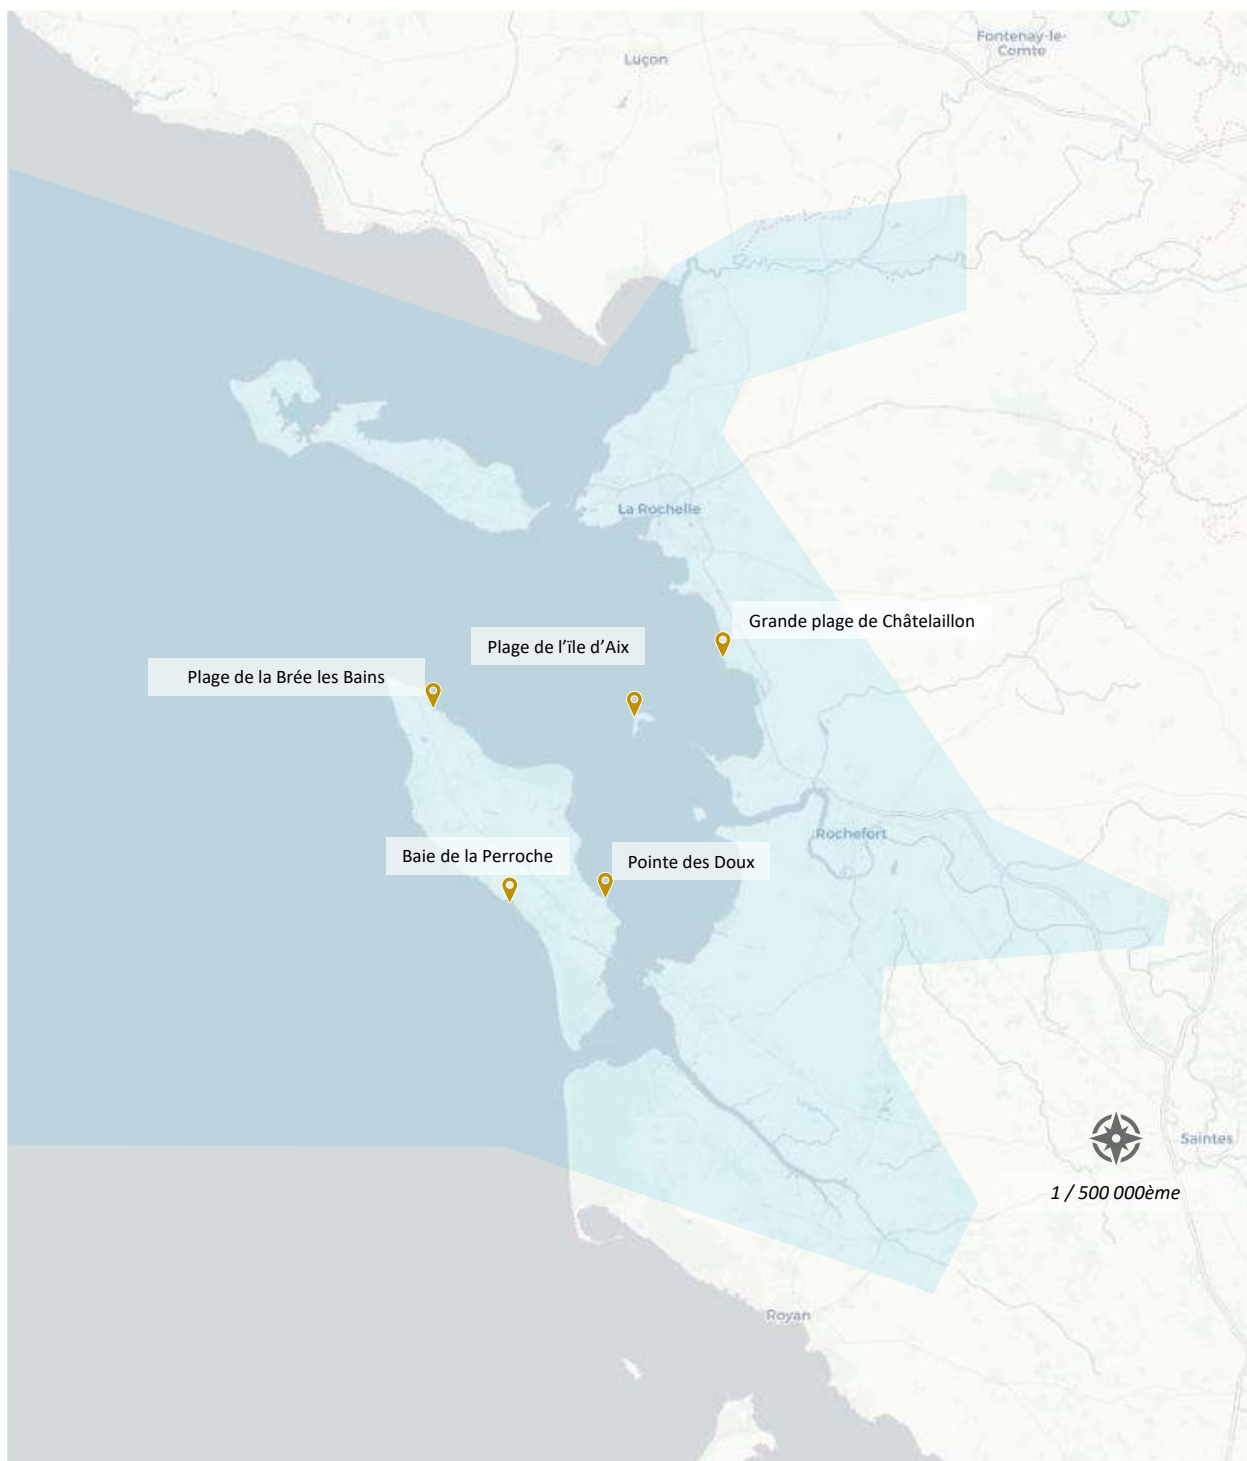 Fontenay-le-
Comte
Luçon
La Rochelle
Grande plage de Châtelaillon
Plage de l’ïle d’Aix
Plage de la Brée les Bains
Rochefort
Baie de la Perroche
Pointe des Doux
Saintes
1 / 500 000ème
Royan